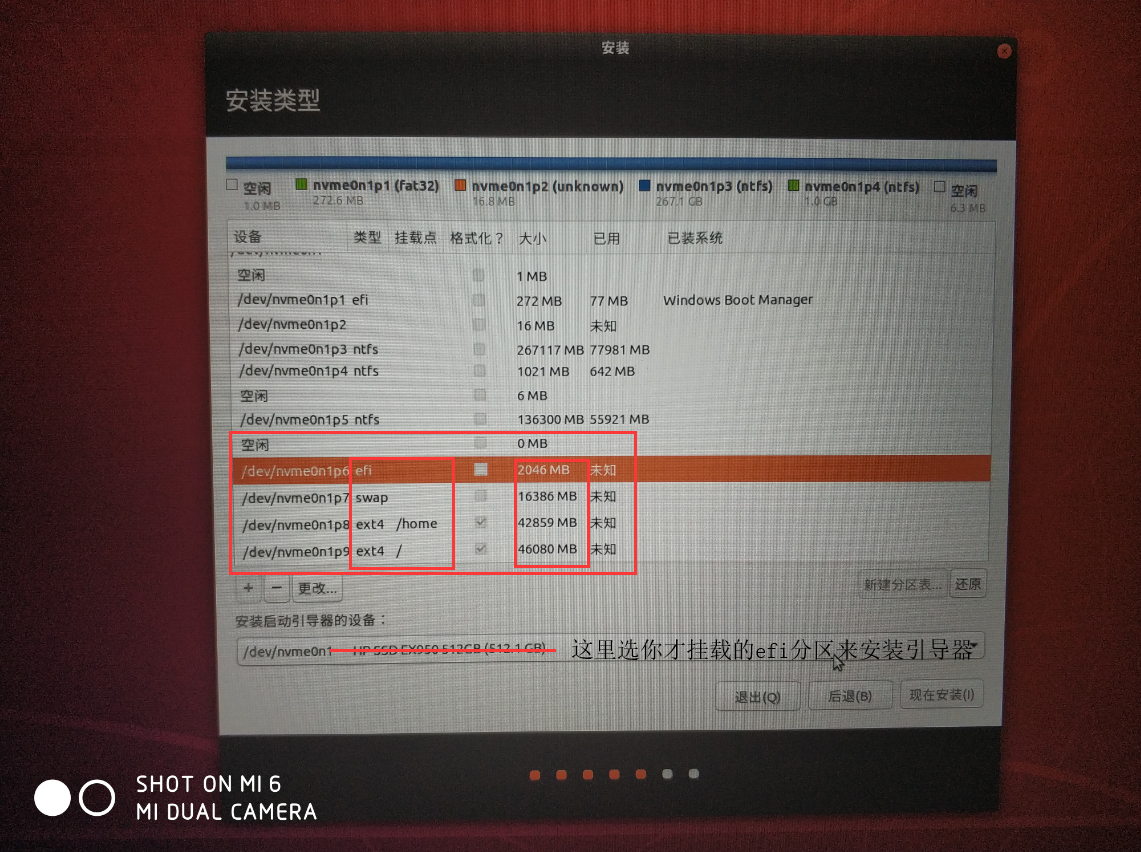 安装
安装类型
空闲 nvme0n1p1 (fat32) nvme0n1p2 (unknown) nvme0n1p3 (ntfs) nvme0n1p4 (ntfs) 空闲
1.0 MB 272.6 MB 16.8 MB 267.1 GB 1.0 GB 6.3 MB
设备 类型 挂载点 格式化？ 大小 已用 已装系统
空闲 1 MB
/dev/nvme0n1p1 efi 272 MB 77 MB Windows Boot Manager
/dev/nvme0n1p2 16 MB 未知
/dev/nvme0n1p3 ntfs 267117 MB 77981 MB
/dev/nvme0n1p4 ntfs 1021 MB 642 MB
空闲 6 MB
/dev/nvme0n1p5 ntfs 136300 MB 55921 MB
空闲 0 MB
/dev/nvme0n1p6 efi 2046 MB 未知
/dev/nvme0n1p7 swap 16386 MB 未知
/dev/nvme0n1p8 ext4 /home 42859 MB 未知
/dev/nvme0n1p9 ext4 / 46080 MB 未知
+ − 更改... 新建分区表... 还原
安装启动引导器的设备：
/dev/nvme0n1 HP SSD EX950 512GB (512.1 GB) 这里选你才挂载的efi分区来安装引导器
退出(Q) 后退(B) 现在安装(I)
SHOT ON MI 6
MI DUAL CAMERA